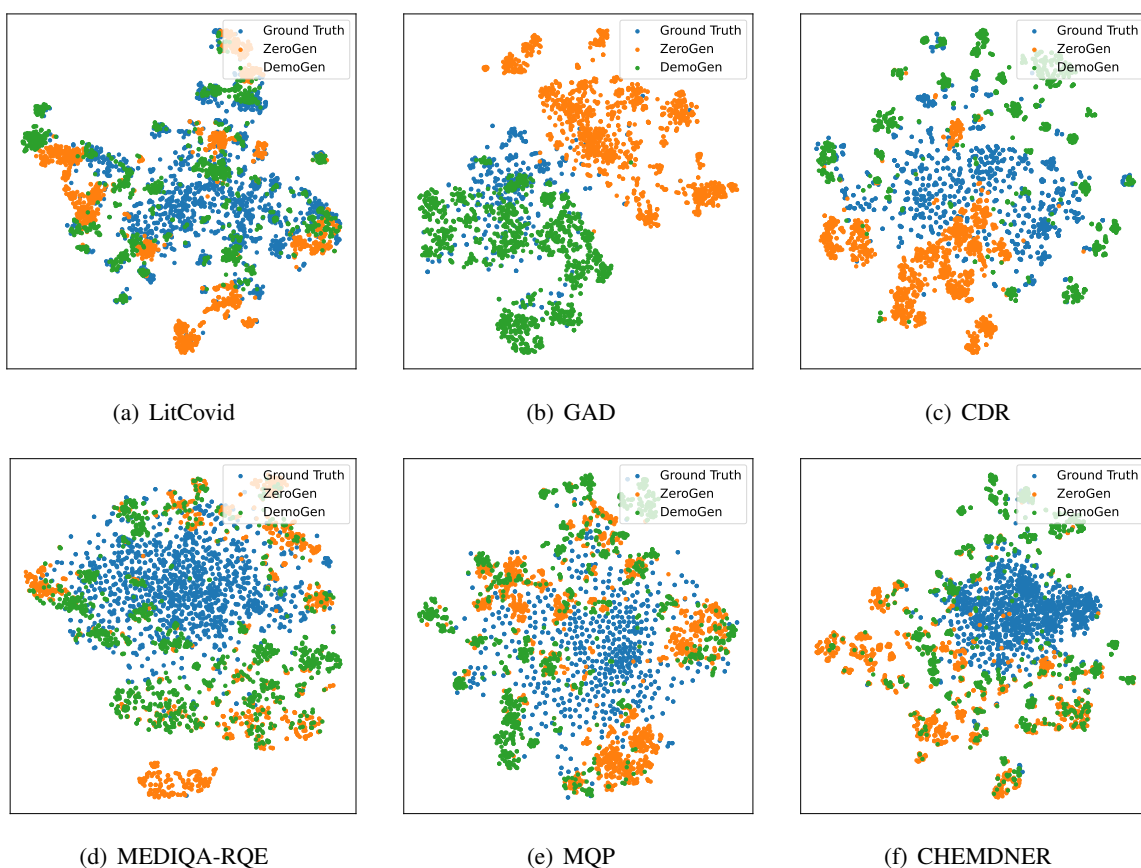 Ground Truth
ZeroGen
DemoGen
Ground Truth
ZeroGen
DemoGen
Ground Truth
ZeroGen
DemoGen
(a) LitCovid
(b) GAD
(c) CDR
Ground Truth
ZeroGen
DemoGen
Ground Truth
ZeroGen
DemoGen
Ground Truth
ZeroGen
DemoGen
(d) MEDIQA-RQE
(e) MQP
(f) CHEMDNER